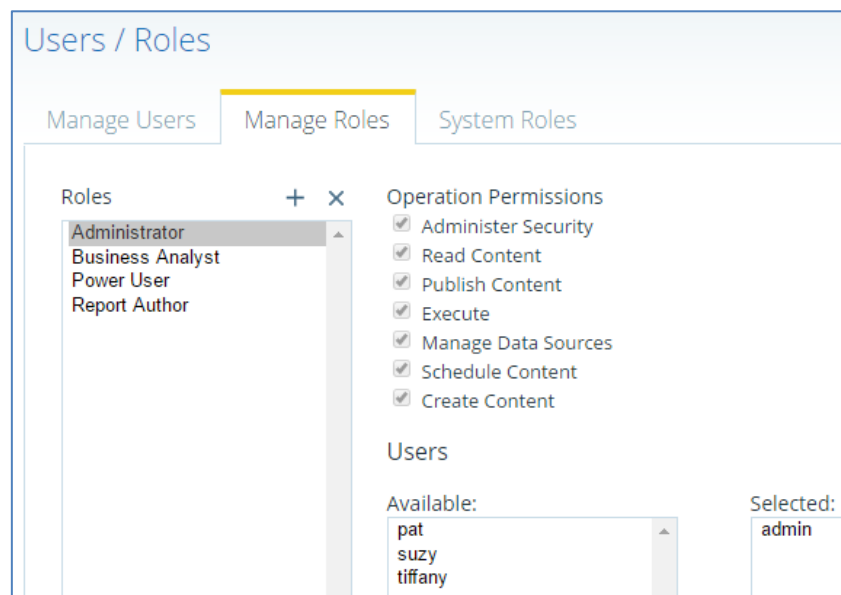 Users / Roles
Manage Users Manage Roles System Roles
Roles
Administrator
Business Analyst
Power User
Report Author
Operation Permissions
Administer Security
Read Content
Publish Content
Execute
Manage Data Sources
Schedule Content
Create Content
Users
Available:
pat
suzy
tiffany
Selected:
admin